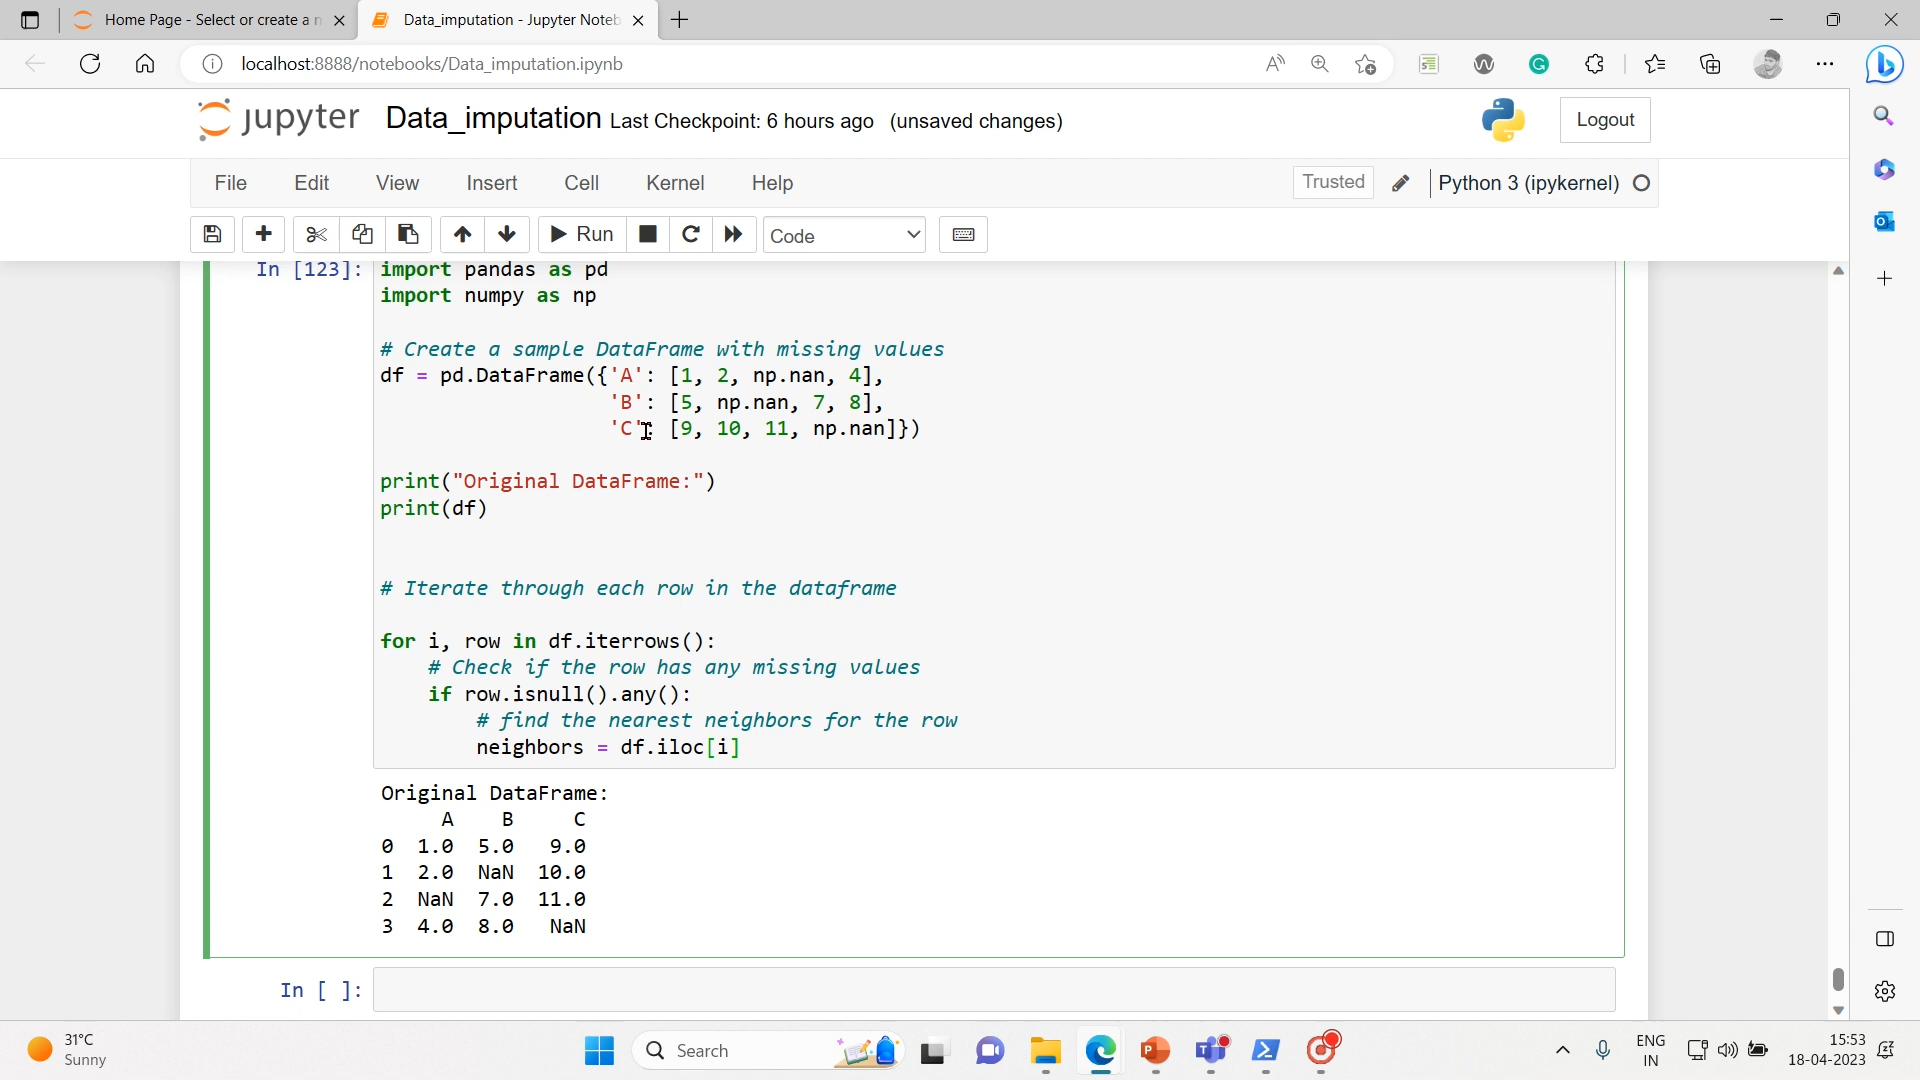 Home Page - Select or create a n
Data_imputation - Jupyter Noteb
localhost:8888/notebooks/Data_imputation.ipynb
jupyter Data_imputation Last Checkpoint: 6 hours ago (unsaved changes)
Logout
File Edit View Insert Cell Kernel Help
Trusted
Python 3 (ipykernel)
Run
Code
In [123]:
import pandas as pd
import numpy as np
# Create a sample DataFrame with missing values
df = pd.DataFrame({'A': [1, 2, np.nan, 4],
'B': [5, np.nan, 7, 8],
'C': [9, 10, 11, np.nan]})
print("Original DataFrame:")
print(df)
# Iterate through each row in the dataframe
for i, row in df.iterrows():
# Check if the row has any missing values
if row.isnull().any():
# find the nearest neighbors for the row
neighbors = df.iloc[i]
Original DataFrame:
A B C
0 1.0 5.0 9.0
1 2.0 NaN 10.0
2 NaN 7.0 11.0
3 4.0 8.0 NaN
In [ ]:
31°C
Sunny
Search
ENG
IN
15:53
18-04-2023